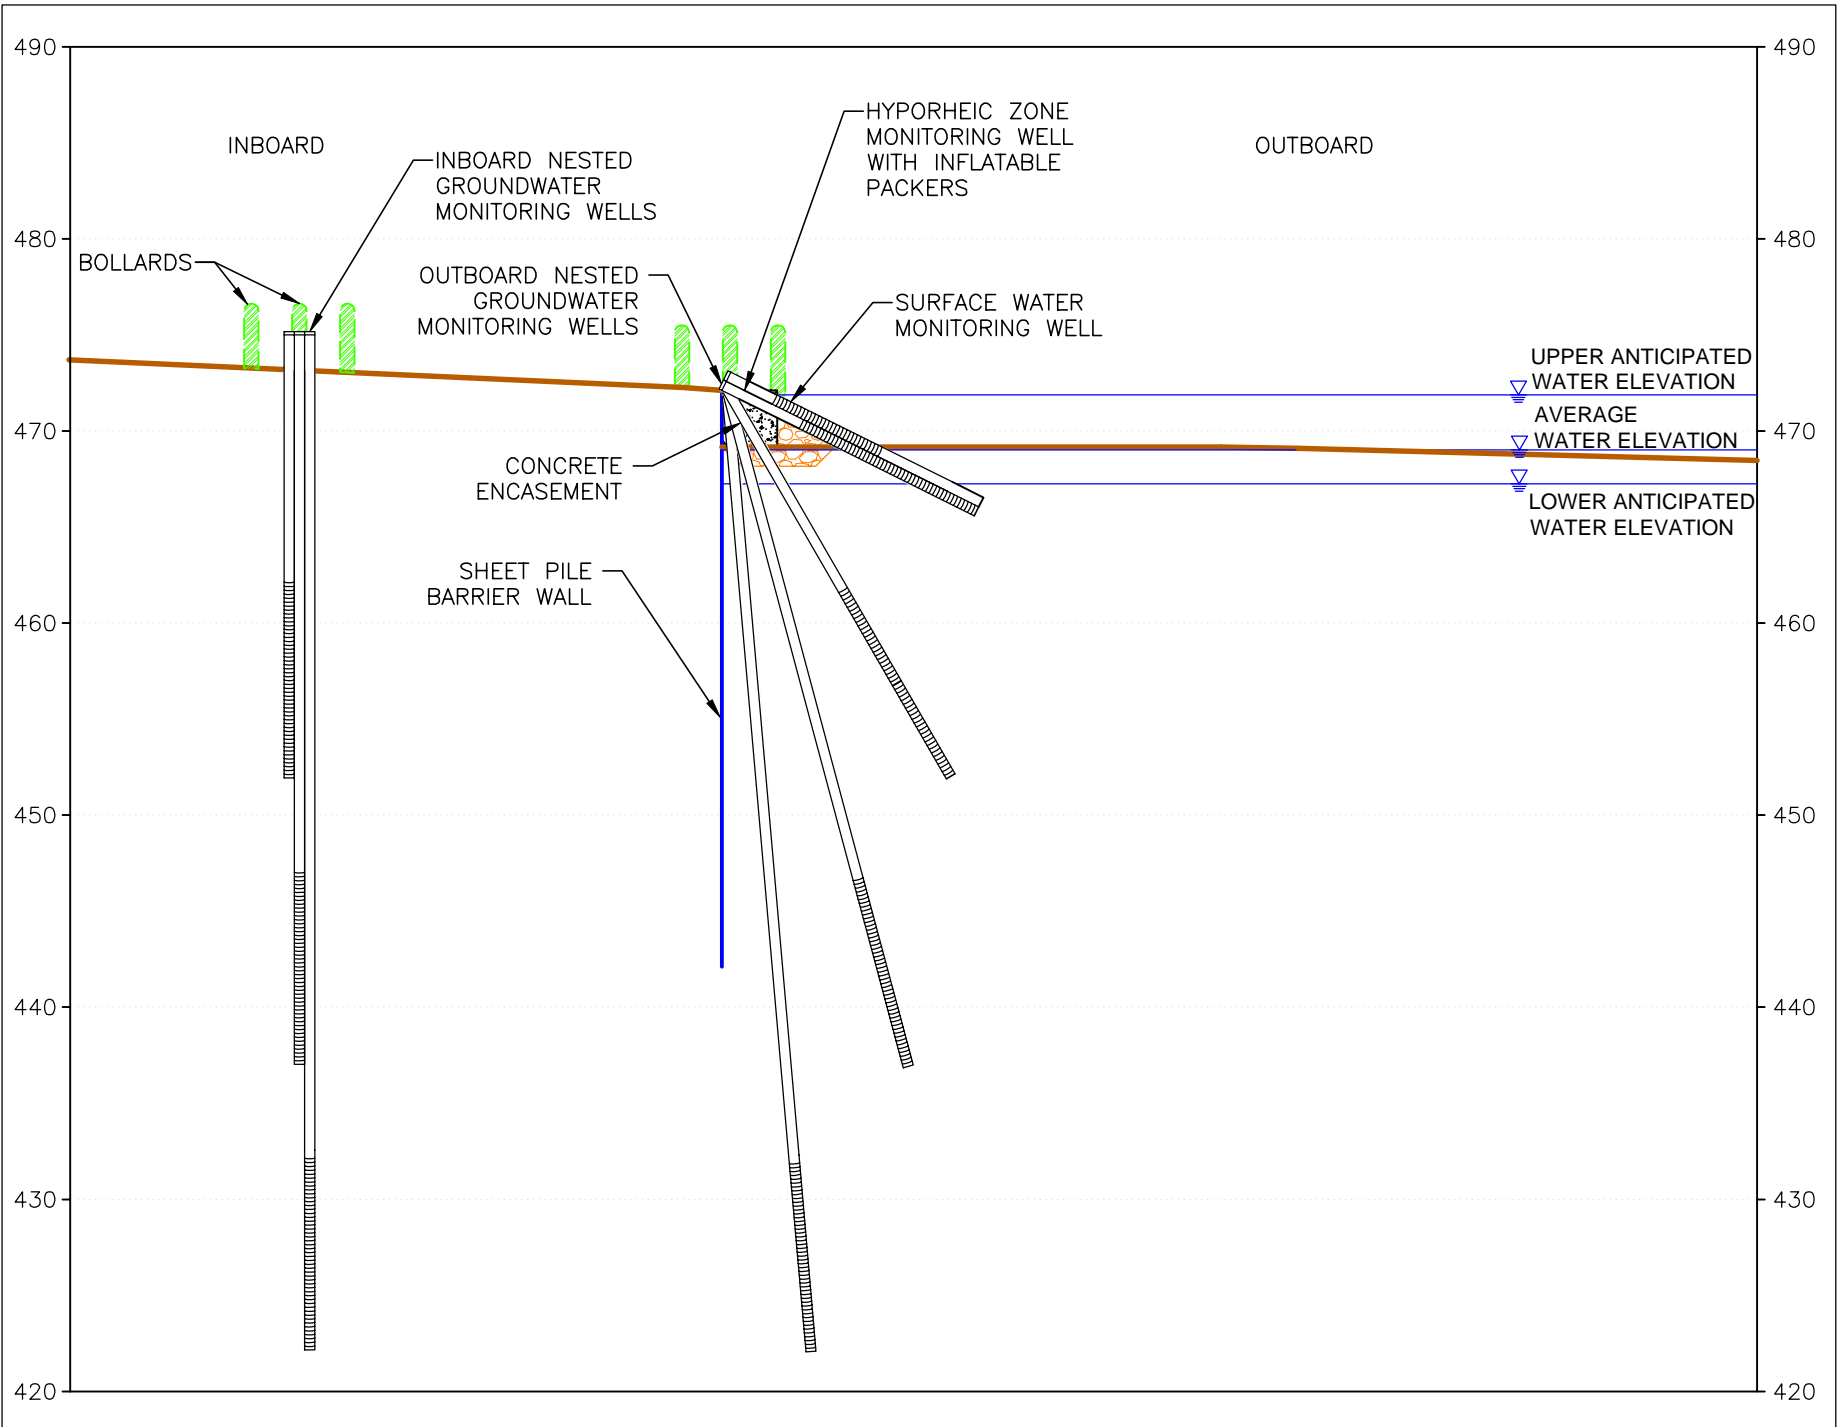 490
490
INBOARD
OUTBOARD
HYPORHEIC ZONE
MONITORING WELL
WITH INFLATABLE
PACKERS
INBOARD NESTED
GROUNDWATER
MONITORING WELLS
480
480
BOLLARDS
OUTBOARD NESTED
GROUNDWATER
MONITORING WELLS
SURFACE WATER
MONITORING WELL
UPPER ANTICIPATED
WATER ELEVATION
AVERAGE
WATER ELEVATION
470
470
CONCRETE
ENCASEMENT
LOWER ANTICIPATED
WATER ELEVATION
SHEET PILE
BARRIER WALL
460
460
450
450
440
440
430
430
420
420